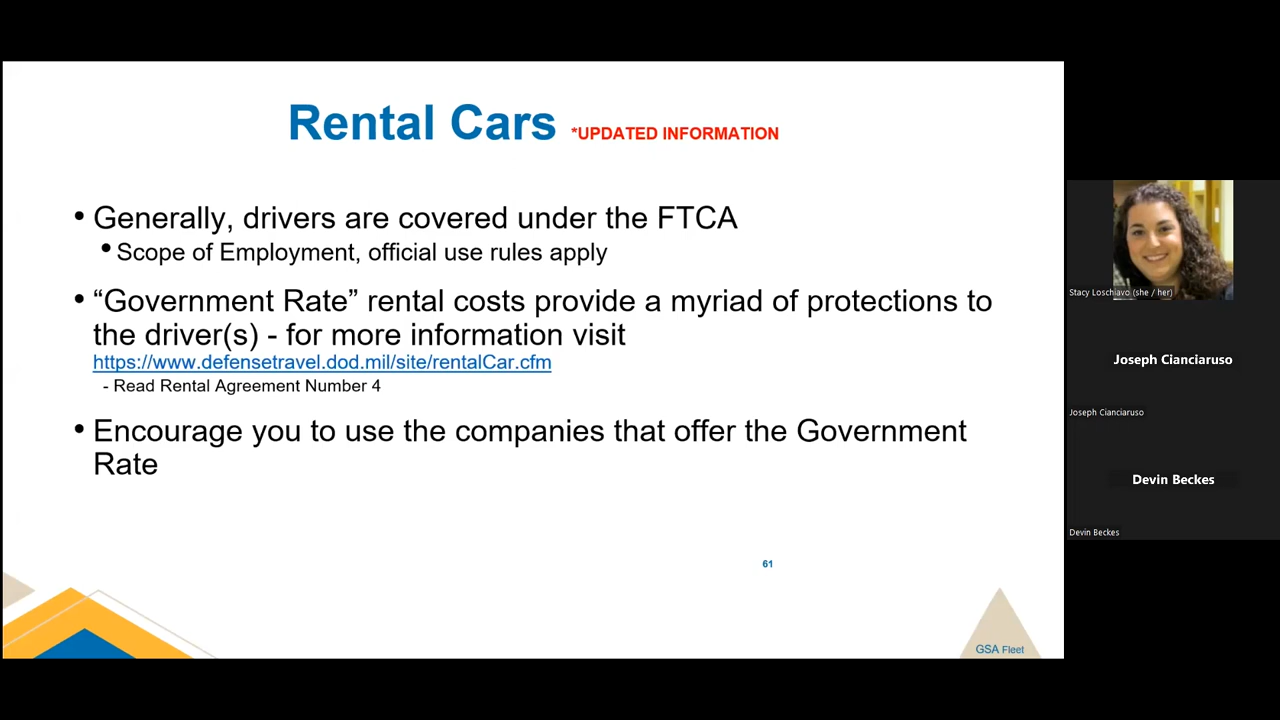 Rental Cars *UPDATED INFORMATION
• Generally, drivers are covered under the FTCA
• Scope of Employment, official use rules apply
• “Government Rate” rental costs provide a myriad of protections to
the driver(s) - for more information visit
https://www.defensetravel.dod.mil/site/rentalCar.cfm
- Read Rental Agreement Number 4
• Encourage you to use the companies that offer the Government
Rate
61
GSA Fleet
Stacy Loschiavo (she / her)
Joseph Cianciaruso
Joseph Cianciaruso
Devin Beckes
Devin Beckes